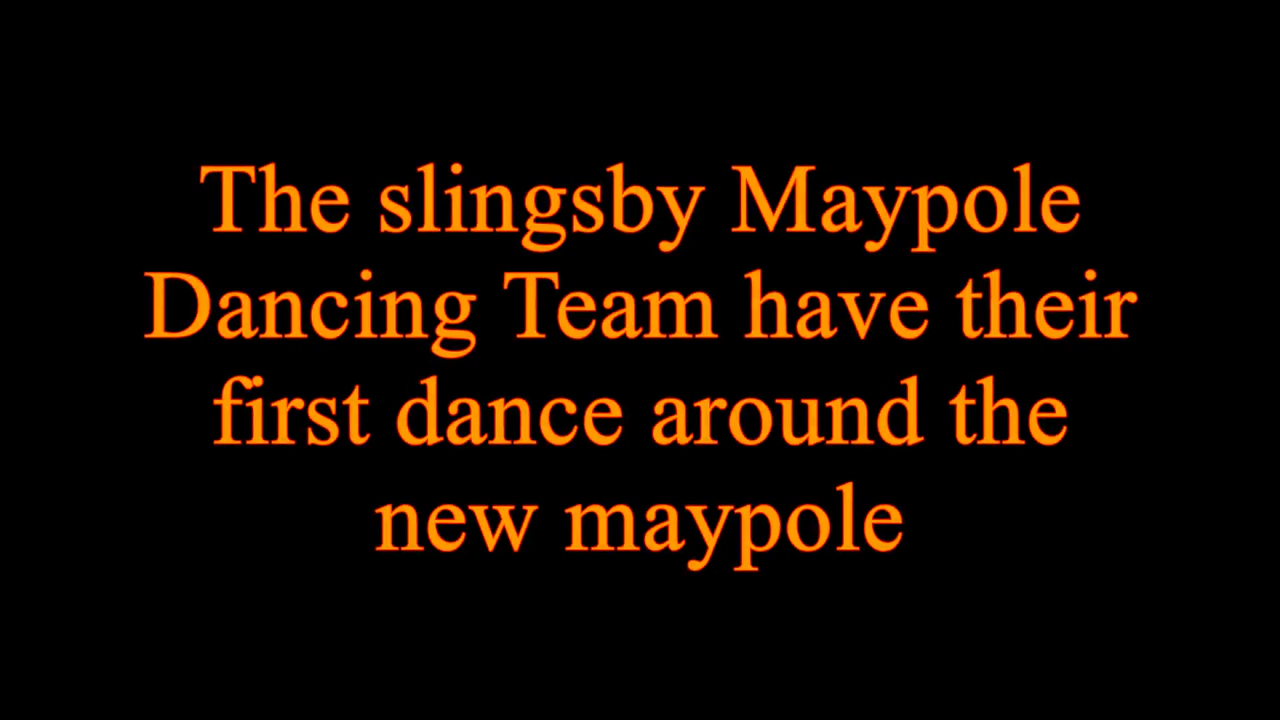 The slingsby Maypole
Dancing Team have their
first dance around the
new maypole